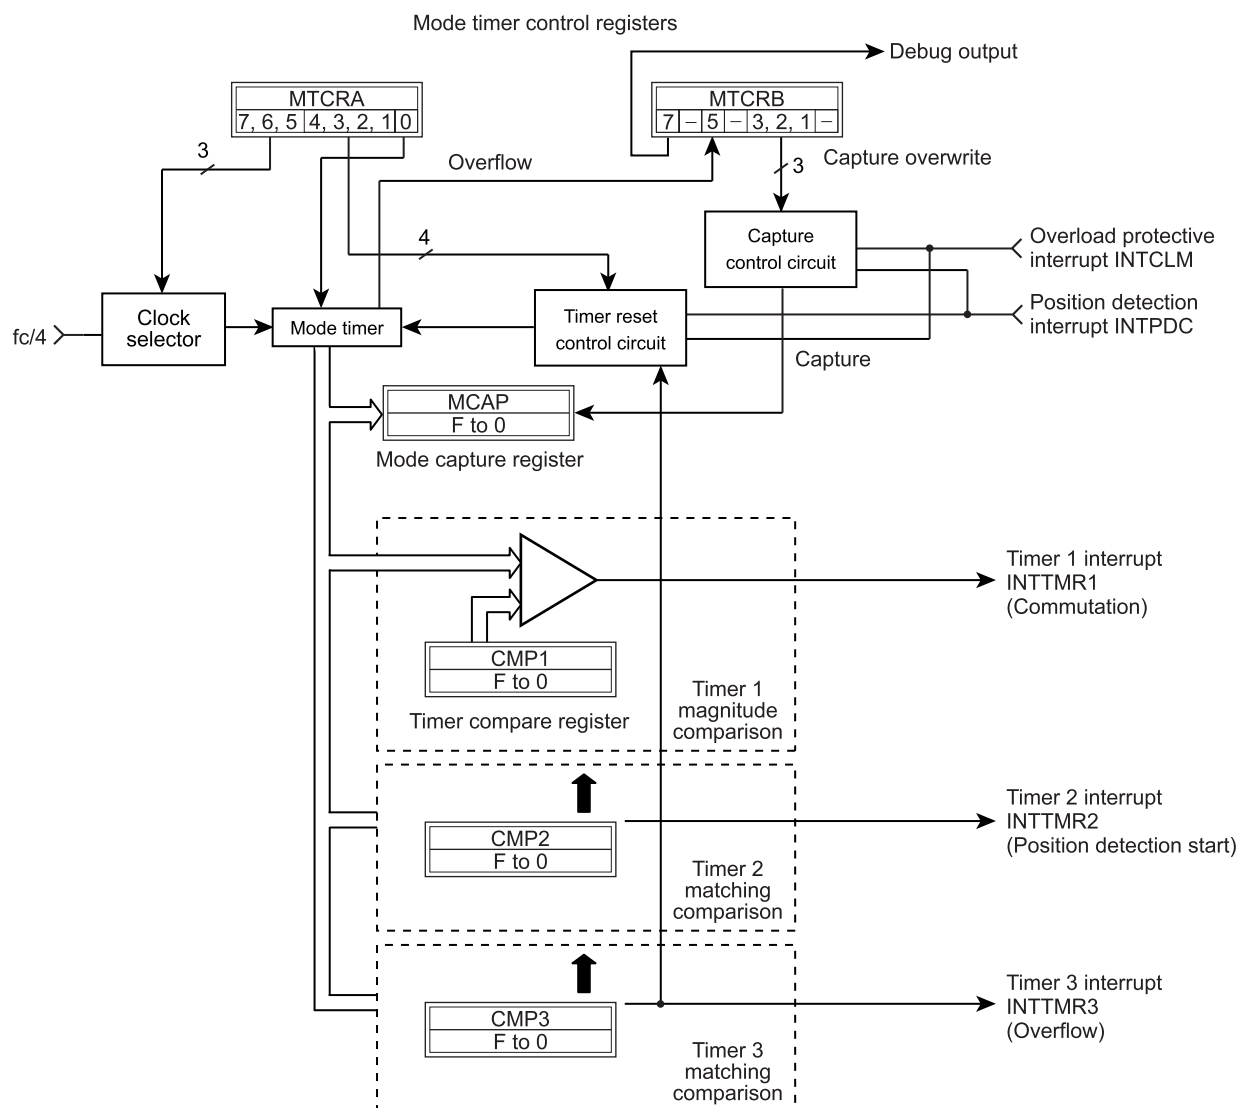 Mode timer control registers
Debug output
MTCRA
7, 6, 5 4, 3, 2, 1 0
MTCRB
7 – 5 – 3, 2, 1 –
3
Overflow
3
Capture overwrite
4
Capture
control circuit
Overload protective
interrupt INTCLM
Position detection
interrupt INTPDC
fc/4
Clock
selector
Mode timer
Timer reset
control circuit
Capture
MCAP
F to 0
Mode capture register
Timer 1 interrupt
INTTMR1
(Commutation)
CMP1
F to 0
Timer compare register
Timer 1
magnitude
comparison
Timer 2 interrupt
INTTMR2
(Position detection start)
CMP2
F to 0
Timer 2
matching
comparison
Timer 3 interrupt
INTTMR3
(Overflow)
CMP3
F to 0
Timer 3
matching
comparison